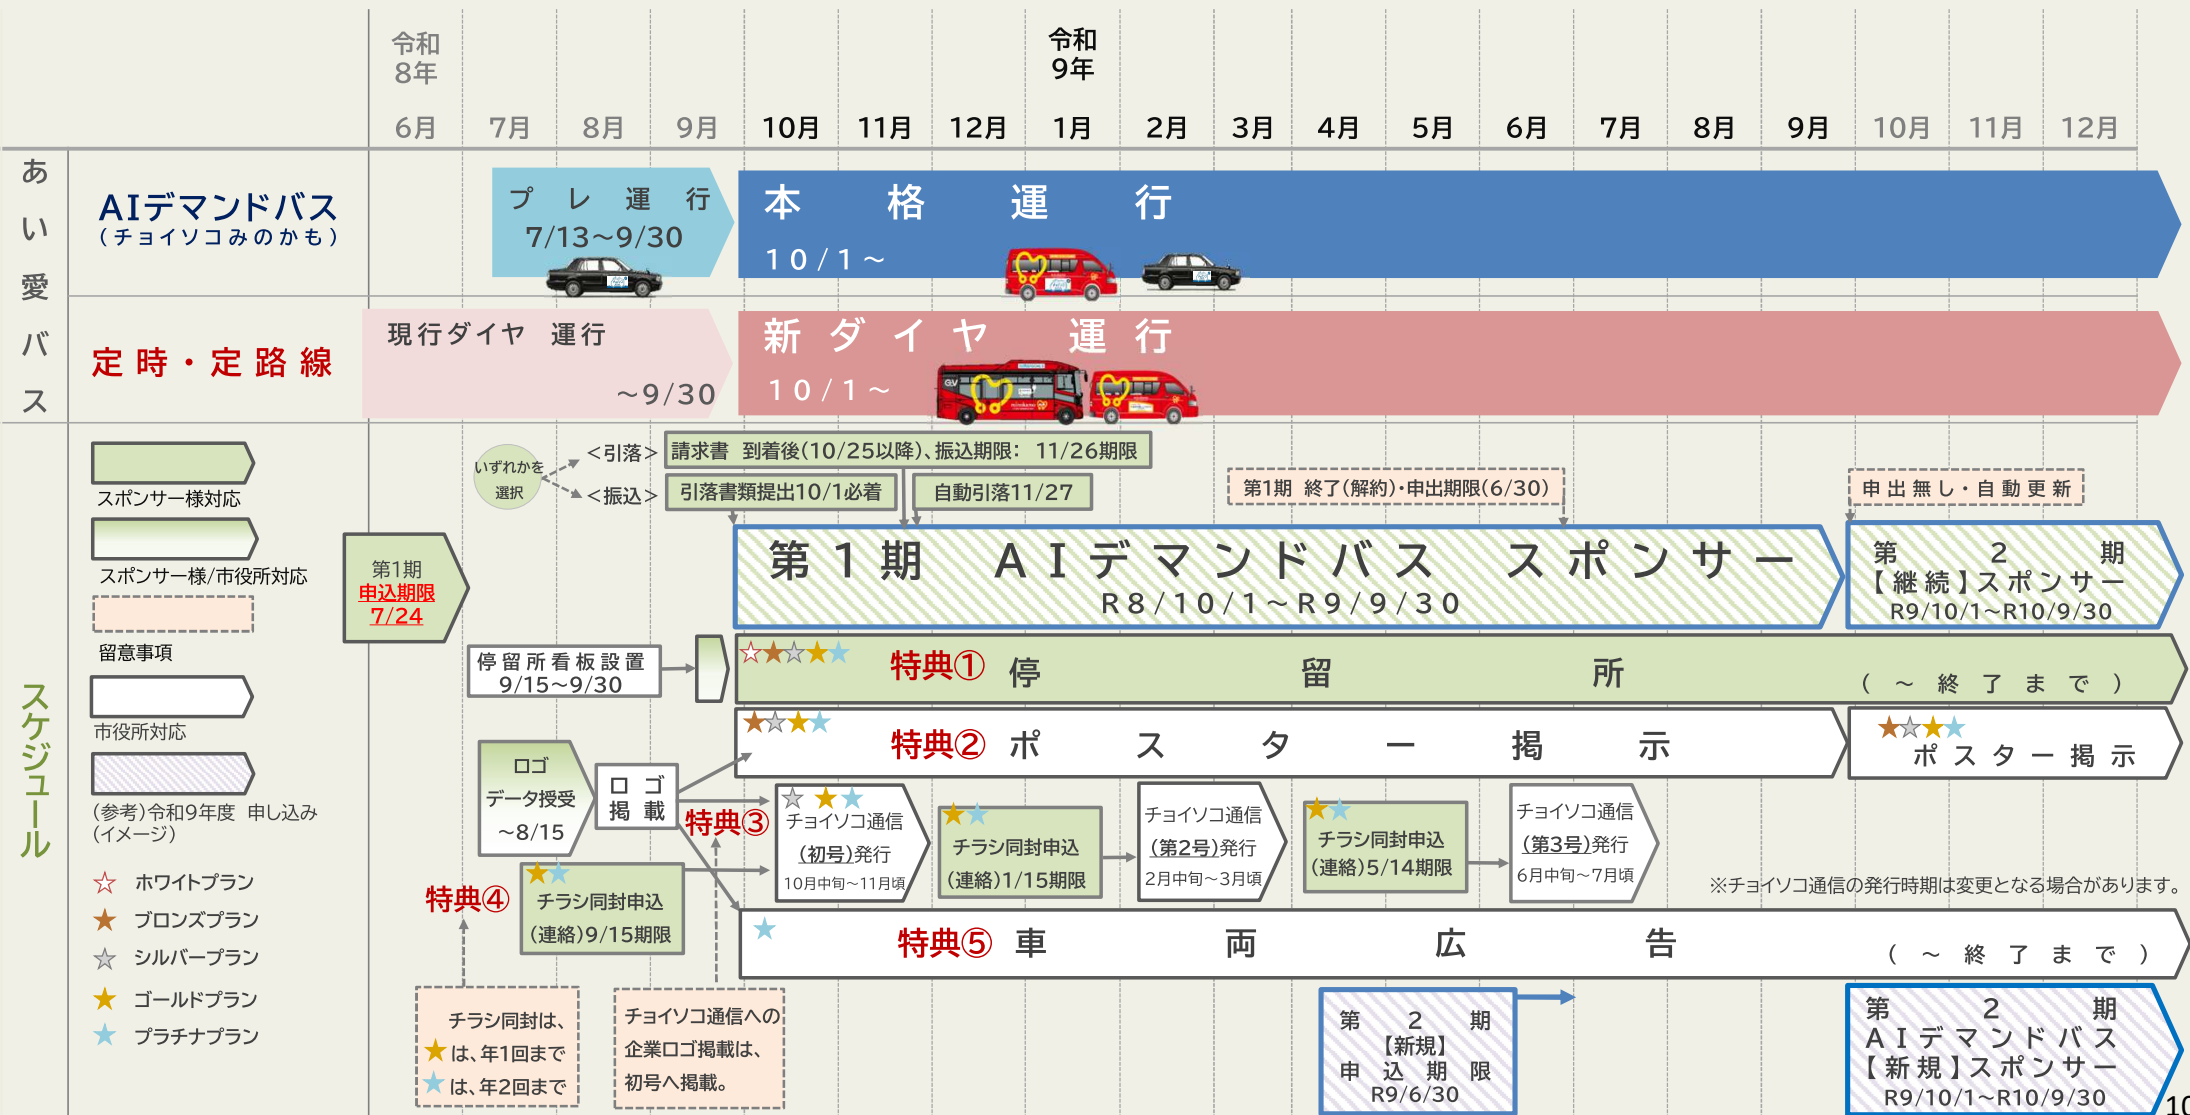 令和
8年
令和
9年
6月 7月 8月 9月 10月 11月 12月 1月 2月 3月 4月 5月 6月 7月 8月 9月 10月 11月 12月
あい愛バス
AIデマンドバス
(チョイソコみのかも)
プレ運行
7/13～9/30
本格運行
10/1～
定時・定路線
現行ダイヤ 運行
～9/30
新ダイヤ 運行
10/1～
スケジュール
スポンサー様対応
スポンサー様/市役所対応
留意事項
市役所対応
(参考)令和9年度 申し込み
(イメージ)
ホワイトプラン
ブロンズプラン
シルバープラン
ゴールドプラン
プラチナプラン
いずれかを
選択
<引落>
請求書 到着後(10/25以降)、振込期限： 11/26期限
<振込>
引落書類提出10/1必着
自動引落11/27
第1期 終了(解約)・申出期限(6/30)
申出無し・自動更新
第1期
申込期限
7/24
第1期 AIデマンドバス スポンサー
R8/10/1～R9/9/30
第2期
【継続】スポンサー
R9/10/1～R10/9/30
停留所看板設置
9/15～9/30
特典① 停留所
(～終了まで)
特典② ポスター掲示
ポスター掲示
ロゴ
データ授受
～8/15
ロゴ
掲載
特典③
チョイソコ通信
(初号)発行
10月中旬～11月頃
チラシ同封申込
(連絡)1/15期限
チョイソコ通信
(第2号)発行
2月中旬～3月頃
チラシ同封申込
(連絡)5/14期限
チョイソコ通信
(第3号)発行
6月中旬～7月頃
※チョイソコ通信の発行時期は変更となる場合があります。
特典④
チラシ同封申込
(連絡)9/15期限
特典⑤ 車両広告
(～終了まで)
チラシ同封は、
★は、年1回まで
★は、年2回まで
チョイソコ通信への
企業ロゴ掲載は、
初号へ掲載。
第2期
【新規】
申込期限
R9/6/30
第2期
AIデマンドバス
【新規】スポンサー
R9/10/1～R10/9/30